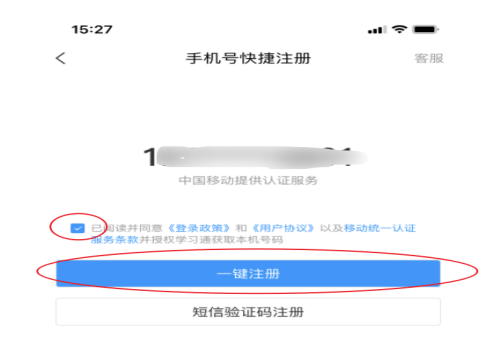 15:27
手机号快捷注册
客服
中国移动提供认证服务
已阅读并同意《登录政策》和《用户协议》以及移动统一认证
服务条款并授权学习通获取本机号码
一键注册
短信验证码注册